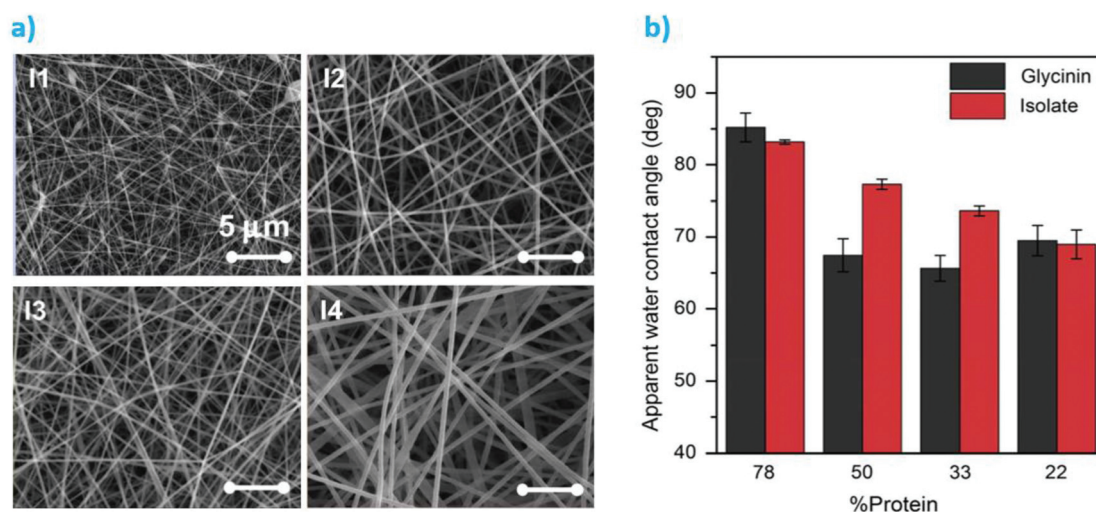 a)
I1
I2
5 μm
I3
I4
b)
Glycinin
Isolate
Apparent water contact angle (deg)
90
80
70
60
50
40
78 50 33 22
%Protein